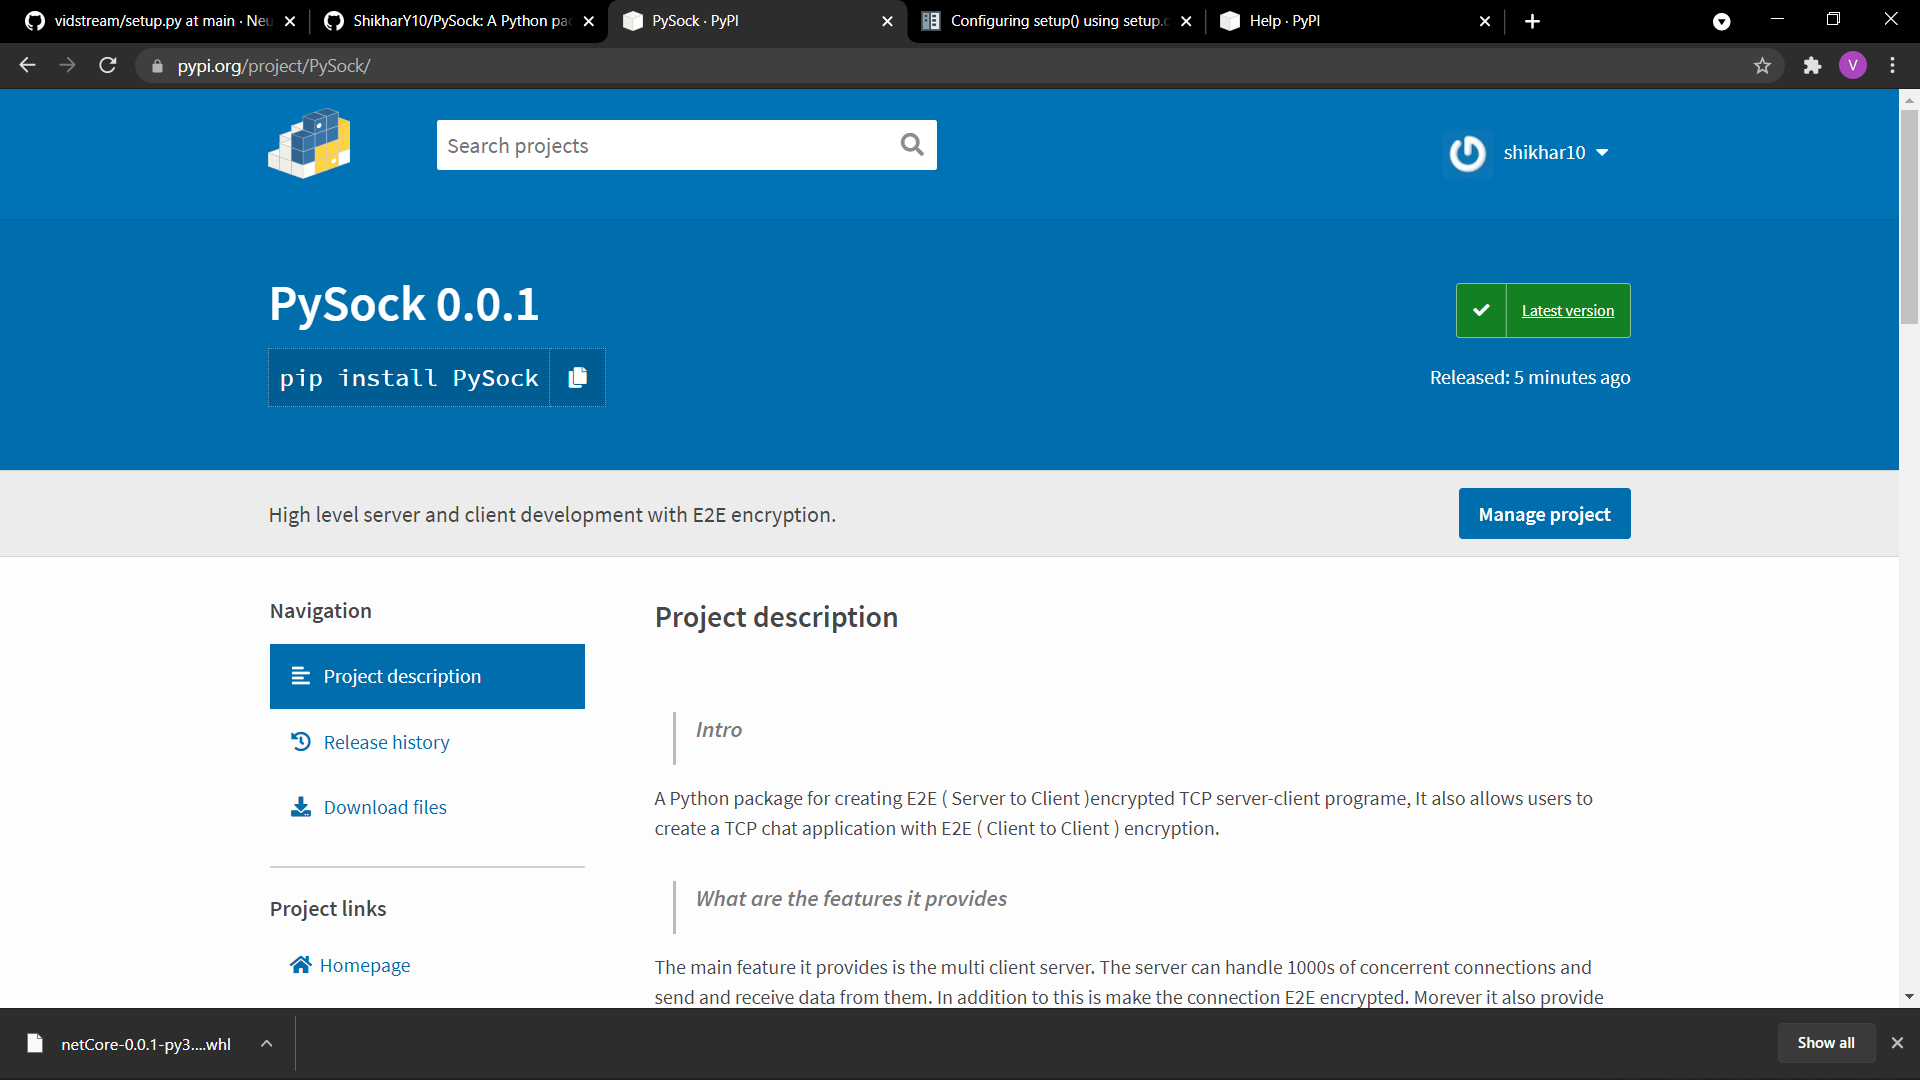 vidstream/setup.py at main · Neu
ShikharY10/PySock: A Python pac
PySock · PyPI
Configuring setup() using setup.c
Help · PyPI
V
pypi.org/project/PySock/
Search projects
shikhar10
PySock 0.0.1
Latest version
pip install PySock
Released: 5 minutes ago
High level server and client development with E2E encryption.
Manage project
Navigation
Project description
Release history
Download files
Project links
Homepage
Project description
Intro
A Python package for creating E2E ( Server to Client )encrypted TCP server-client programe, It also allows users to
create a TCP chat application with E2E ( Client to Client ) encryption.
What are the features it provides
The main feature it provides is the multi client server. The server can handle 1000s of concerrent connections and
send and receive data from them. In addition to this is make the connection E2E encrypted. Morever it also provide
netCore-0.0.1-py3....whl
Show all